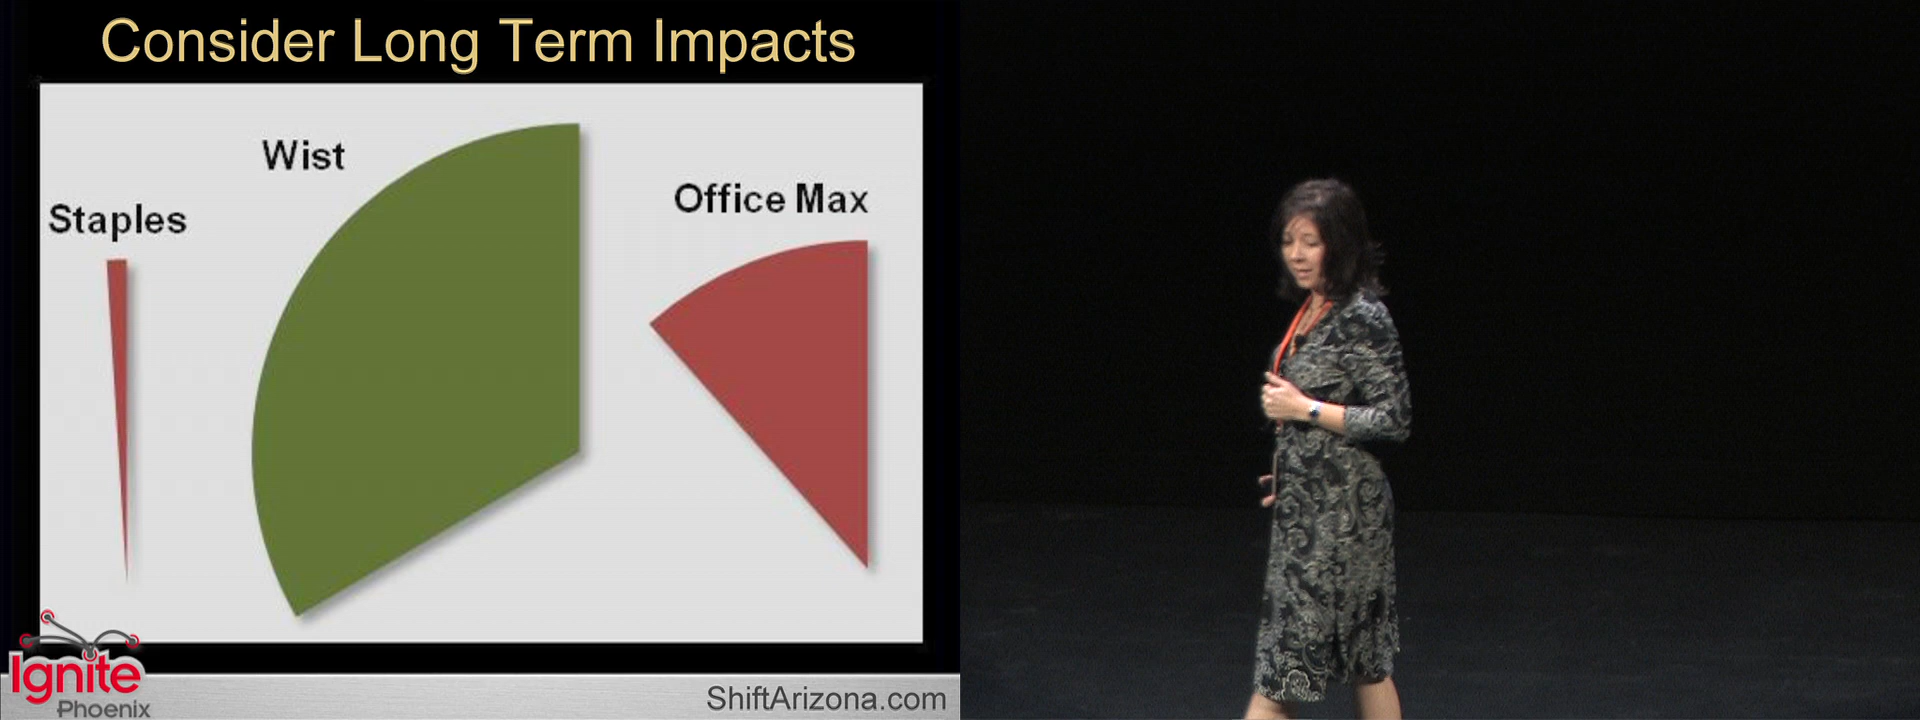 Consider Long Term Impacts
Wist
Office Max
Staples
Ignite
Phoenix
ShiftArizona.com